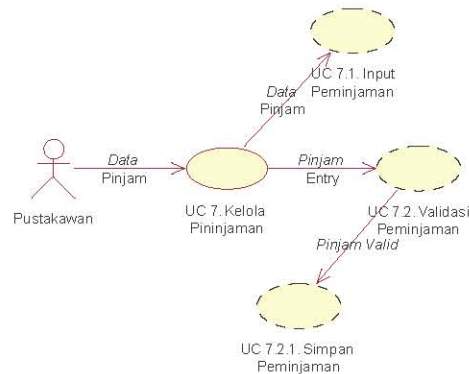 UC 7.1. Input
Peminjaman
Data
Pinjam
Data
Pinjam
Pinjam
Entry
Pustakawan
UC 7. Kelola
Pininjaman
UC 7.2. Validasi
Peminjaman
Pinjam Valid
UC 7.2.1. Simpan
Peminjaman